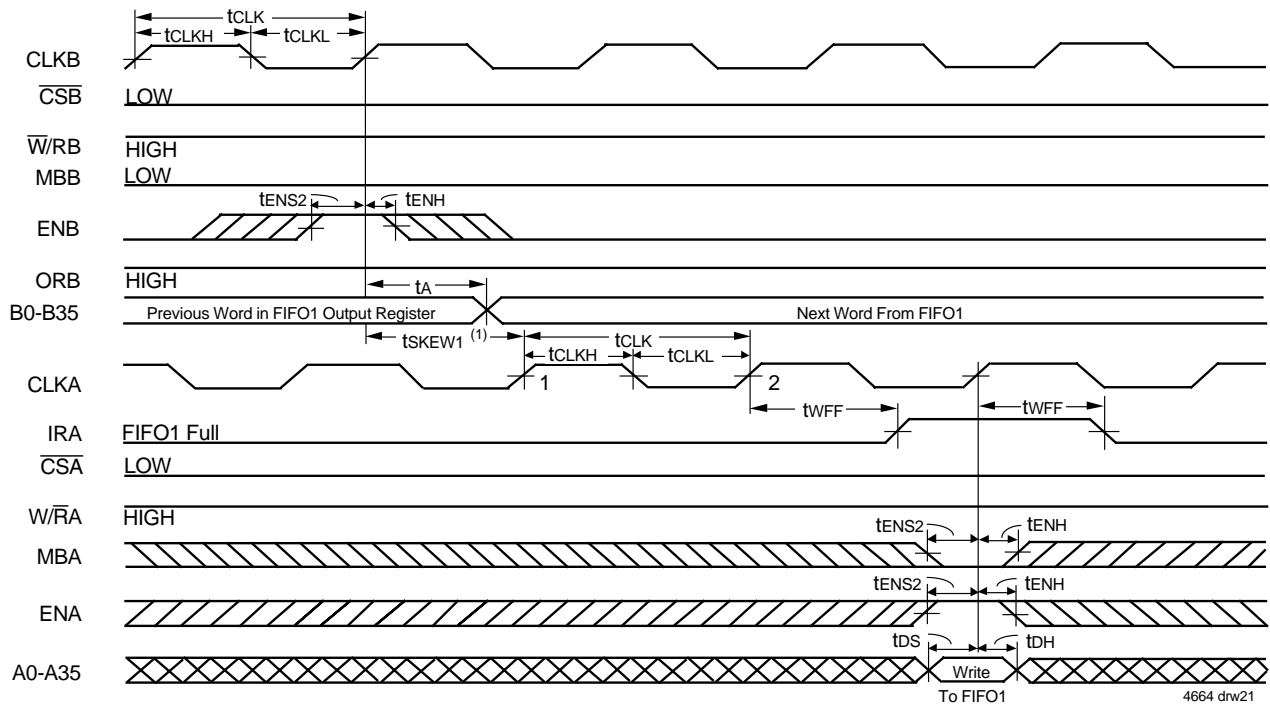 tCLK
tCLKH tCLKL
CLKB
CSB LOW
W/RB HIGH
MBB LOW
tENS2 tENH
ENB
ORB HIGH
tA
B0-B35 Previous Word in FIFO1 Output Register Next Word From FIFO1
tSKEW1 (1) tCLK
tCLKH tCLKL
CLKA 1 2
tWFF tWFF
IRA FIFO1 Full
CSA LOW
W/RA HIGH
tENS2 tENH
MBA
tENS2 tENH
ENA
tDS tDH
A0-A35 Write
To FIFO1
4664 drw21